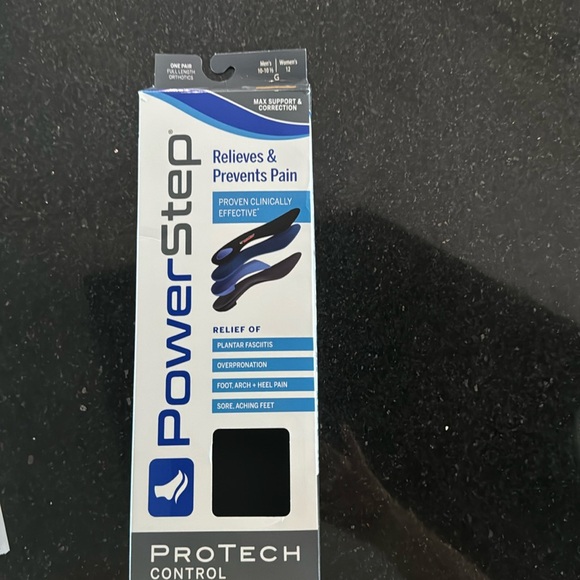 ONE PAIR
FULL LENGTH
ORTHOTICS
Men's
10-10½
Women's
12
G
MAX SUPPORT &
CORRECTION
PowerStep®
Relieves &
Prevents Pain
PROVEN CLINICALLY
EFFECTIVE*
RELIEF OF
PLANTAR FASCIITIS
OVERPRONATION
FOOT, ARCH + HEEL PAIN
SORE, ACHING FEET
PROTECH
CONTROL